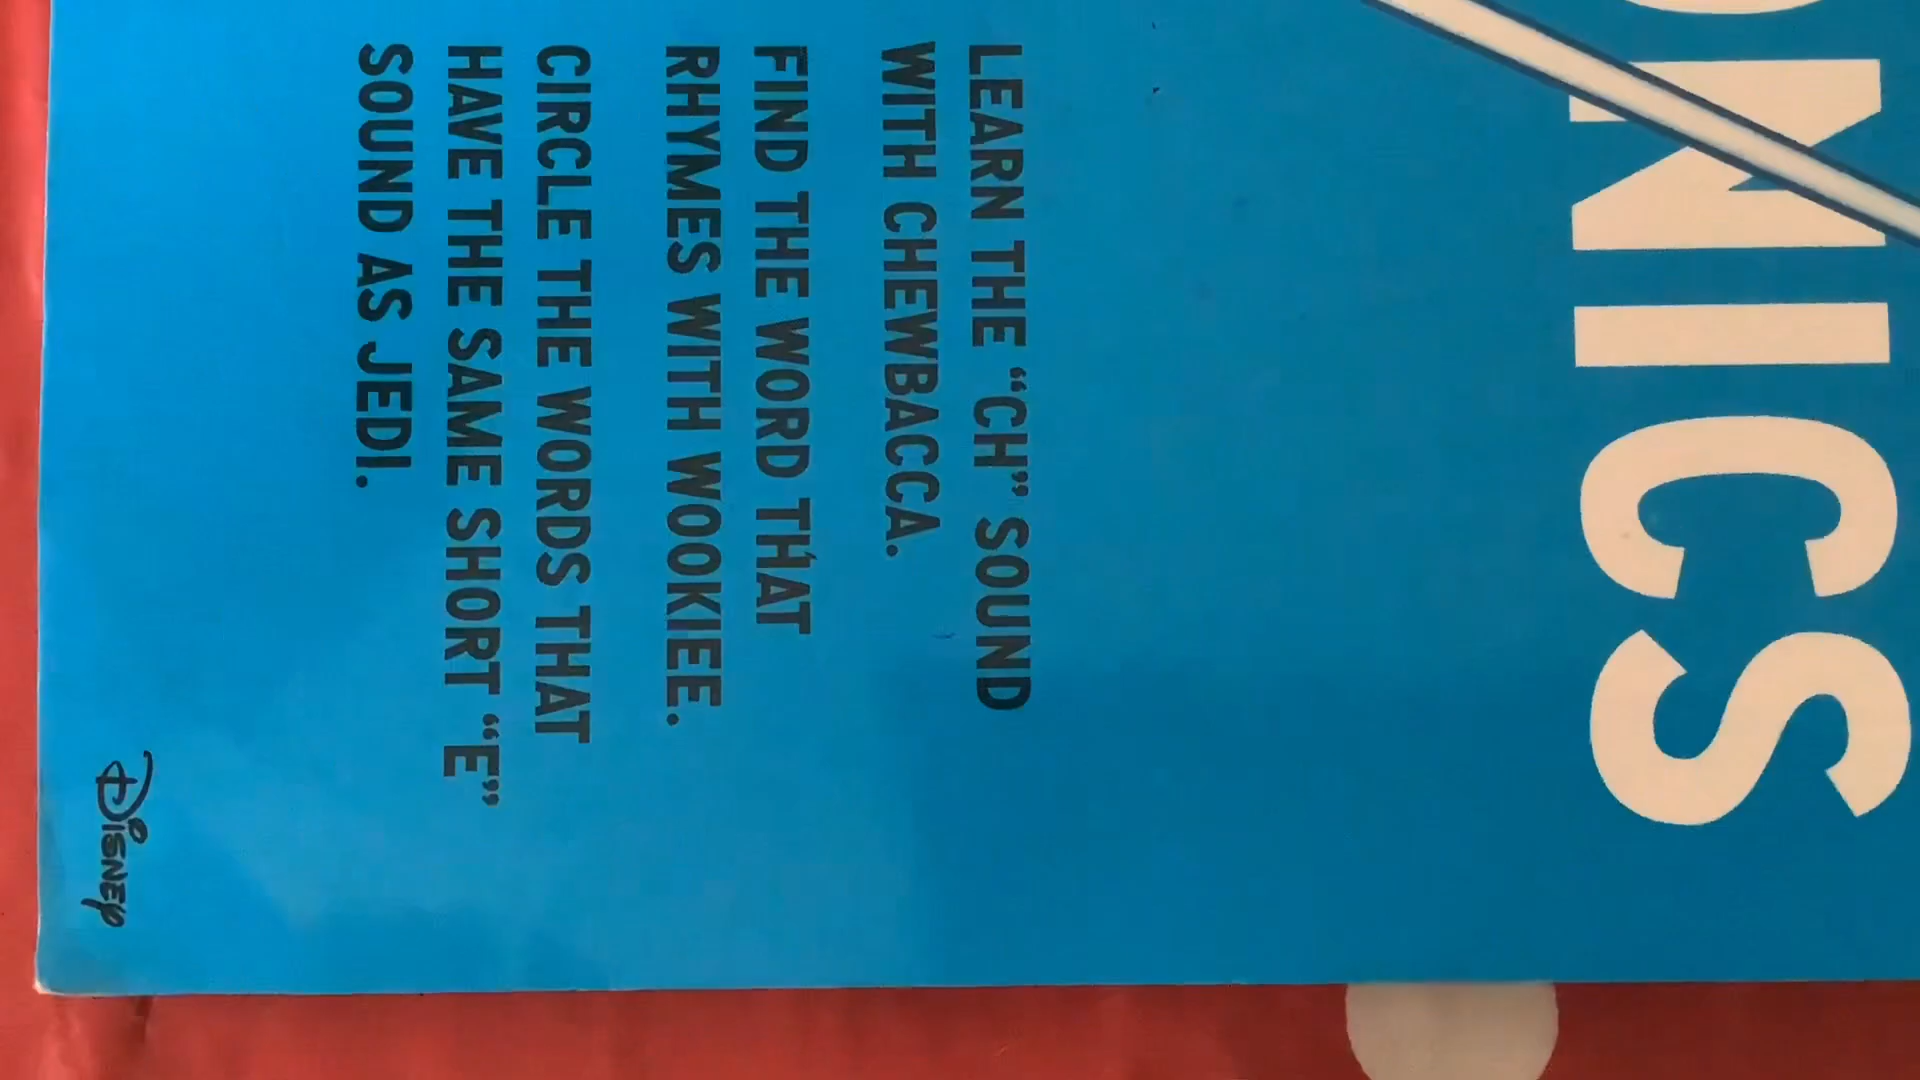 ONICS
LEARN THE “CH” SOUND
WITH CHEWBACCA.
FIND THE WORD THAT
RHYMES WITH WOOKIEE.
CIRCLE THE WORDS THAT
HAVE THE SAME SHORT “E”
SOUND AS JEDI.
Disney